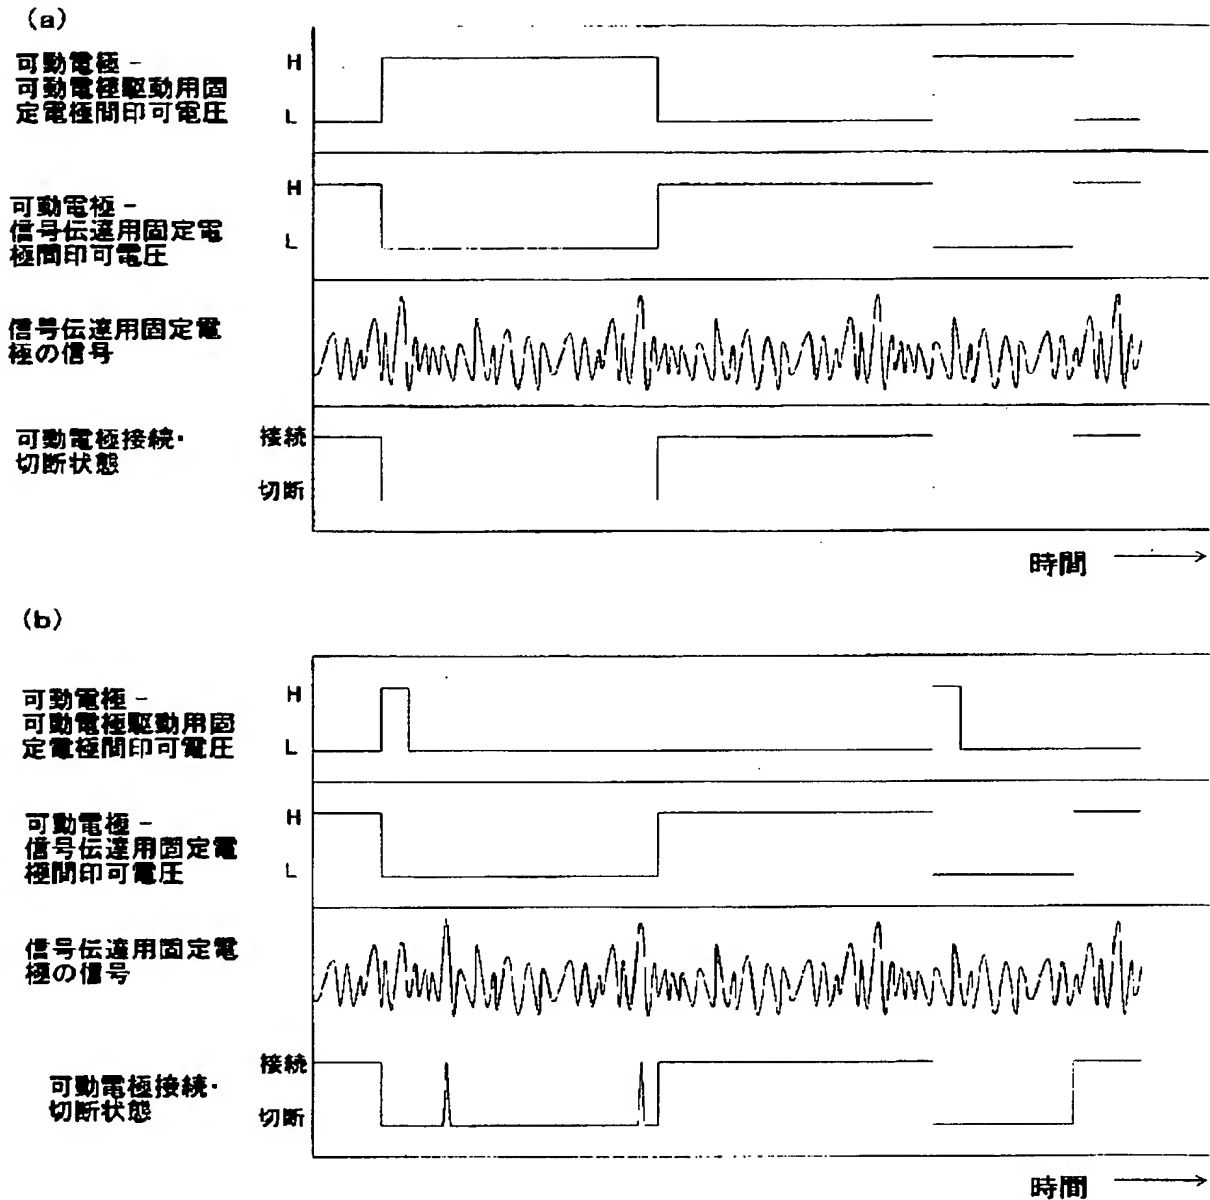 (a)
可動電極－
可動電極駆動用固
定電極間印可電圧
H
L
可動電極－
信号伝達用固定電
極間印可電圧
H
L
信号伝達用固定電
極の信号
可動電極接続・
切断状態
接続
切断
時間
(b)
可動電極－
可動電極駆動用固
定電極間印可電圧
H
L
可動電極－
信号伝達用固定電
極間印可電圧
H
L
信号伝達用固定電
極の信号
可動電極接続・
切断状態
接続
切断
時間